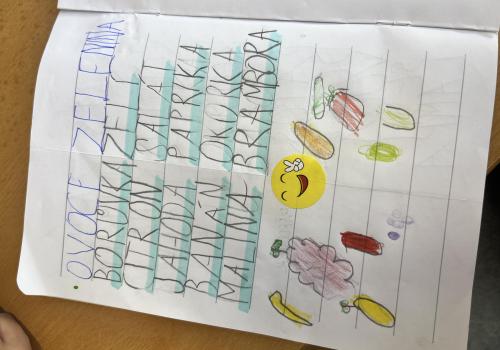 OVOCE ZELENINA
BORŮVKA ZELÍ
CITRON SALÁT
JAHODA PAPRIKA
BANÁN OKURKA
MALINA BRAMBORA